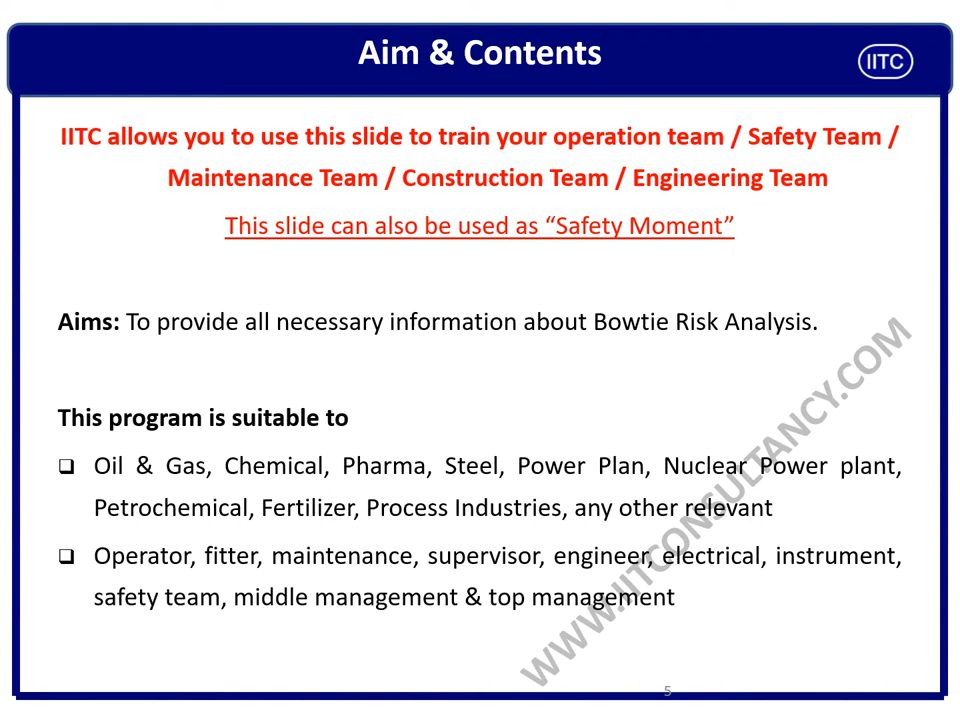 Aim & Contents
IITC
IITC allows you to use this slide to train your operation team / Safety Team /
Maintenance Team / Construction Team / Engineering Team
This slide can also be used as “Safety Moment”
Aims: To provide all necessary information about Bowtie Risk Analysis.
This program is suitable to
❑ Oil & Gas, Chemical, Pharma, Steel, Power Plan, Nuclear Power plant,
Petrochemical, Fertilizer, Process Industries, any other relevant
❑ Operator, fitter, maintenance, supervisor, engineer, electrical, instrument,
safety team, middle management & top management
WWW.IITCONSULTANCY.COM
5